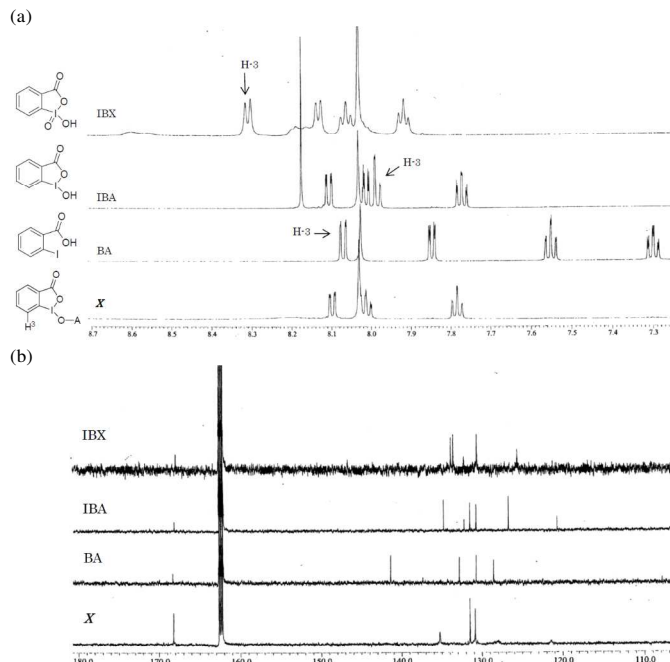 (a)
O
O
I
O OH
IBX
H-3
O
O
I
OH
IBA
H-3
O
OH
I
BA
H-3
O
O
I
H³ O—A
X
8.7 8.6 8.5 8.4 8.3 8.2 8.1 8.0 7.9 7.8 7.7 7.6 7.5 7.4 7.3
(b)
IBX
IBA
BA
X
180.0 170.0 160.0 150.0 140.0 130.0 120.0 110.0